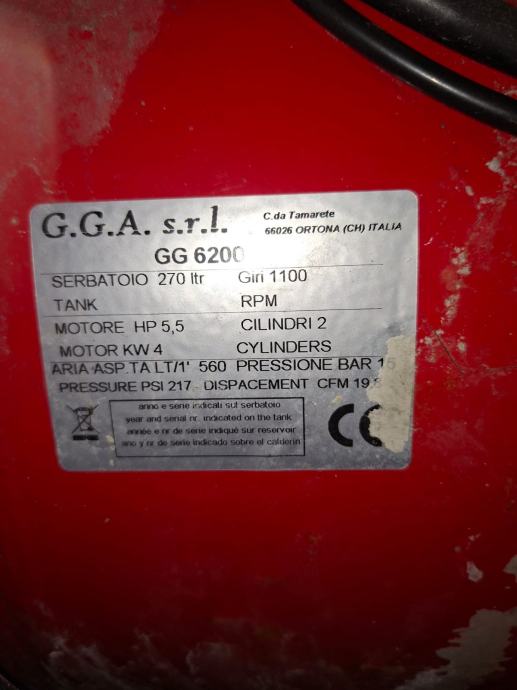 G.G.A. s.r.l.
C.da Tamarete
66026 ORTONA (CH) ITALIA
GG 6200
SERBATOIO 270 ltr Giri 1100
TANK RPM
MOTORE HP 5,5 CILINDRI 2
MOTOR KW 4 CYLINDERS
ARIA ASP.TA LT/1' 560 PRESSIONE BAR 15
PRESSURE PSI 217 - DISPACEMENT CFM
anno e serie indicati sul serbatoio
year and serial nr. indicated on the tank
année e nr de serie indiqué sur reservoir
ano y nr de serie indicado sobre el calderin
CE